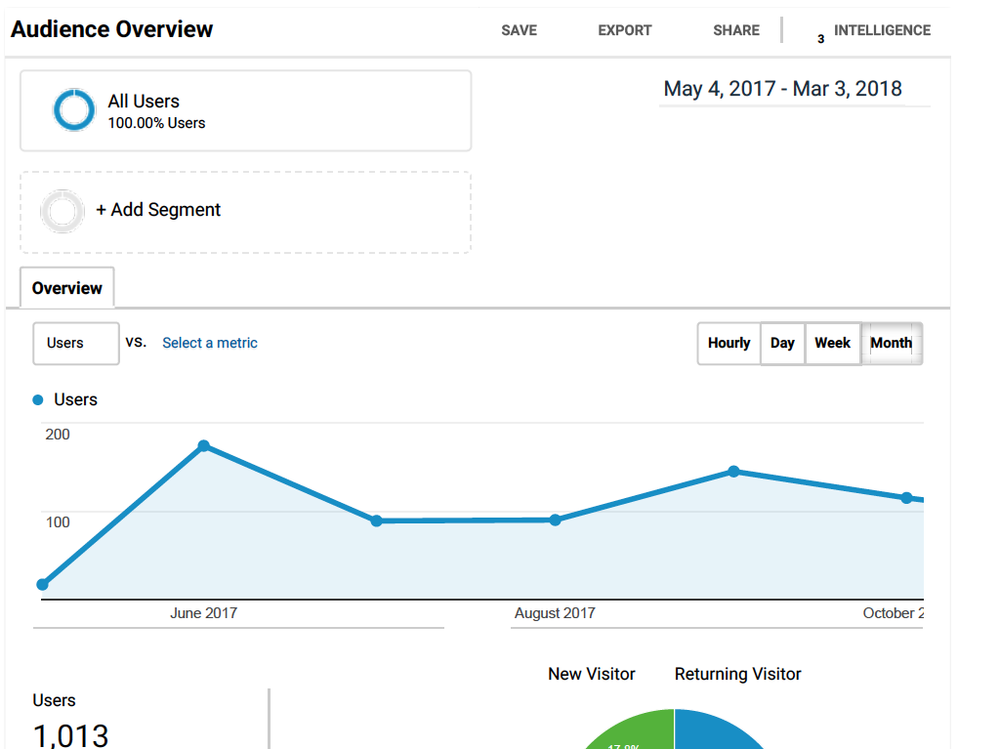 Audience Overview
SAVE EXPORT SHARE 3 INTELLIGENCE
All Users
100.00% Users
May 4, 2017 - Mar 3, 2018
+ Add Segment
Overview
Users vs. Select a metric
Hourly Day Week Month
Users
200
100
June 2017 August 2017 October 2
New Visitor Returning Visitor
Users
1,013